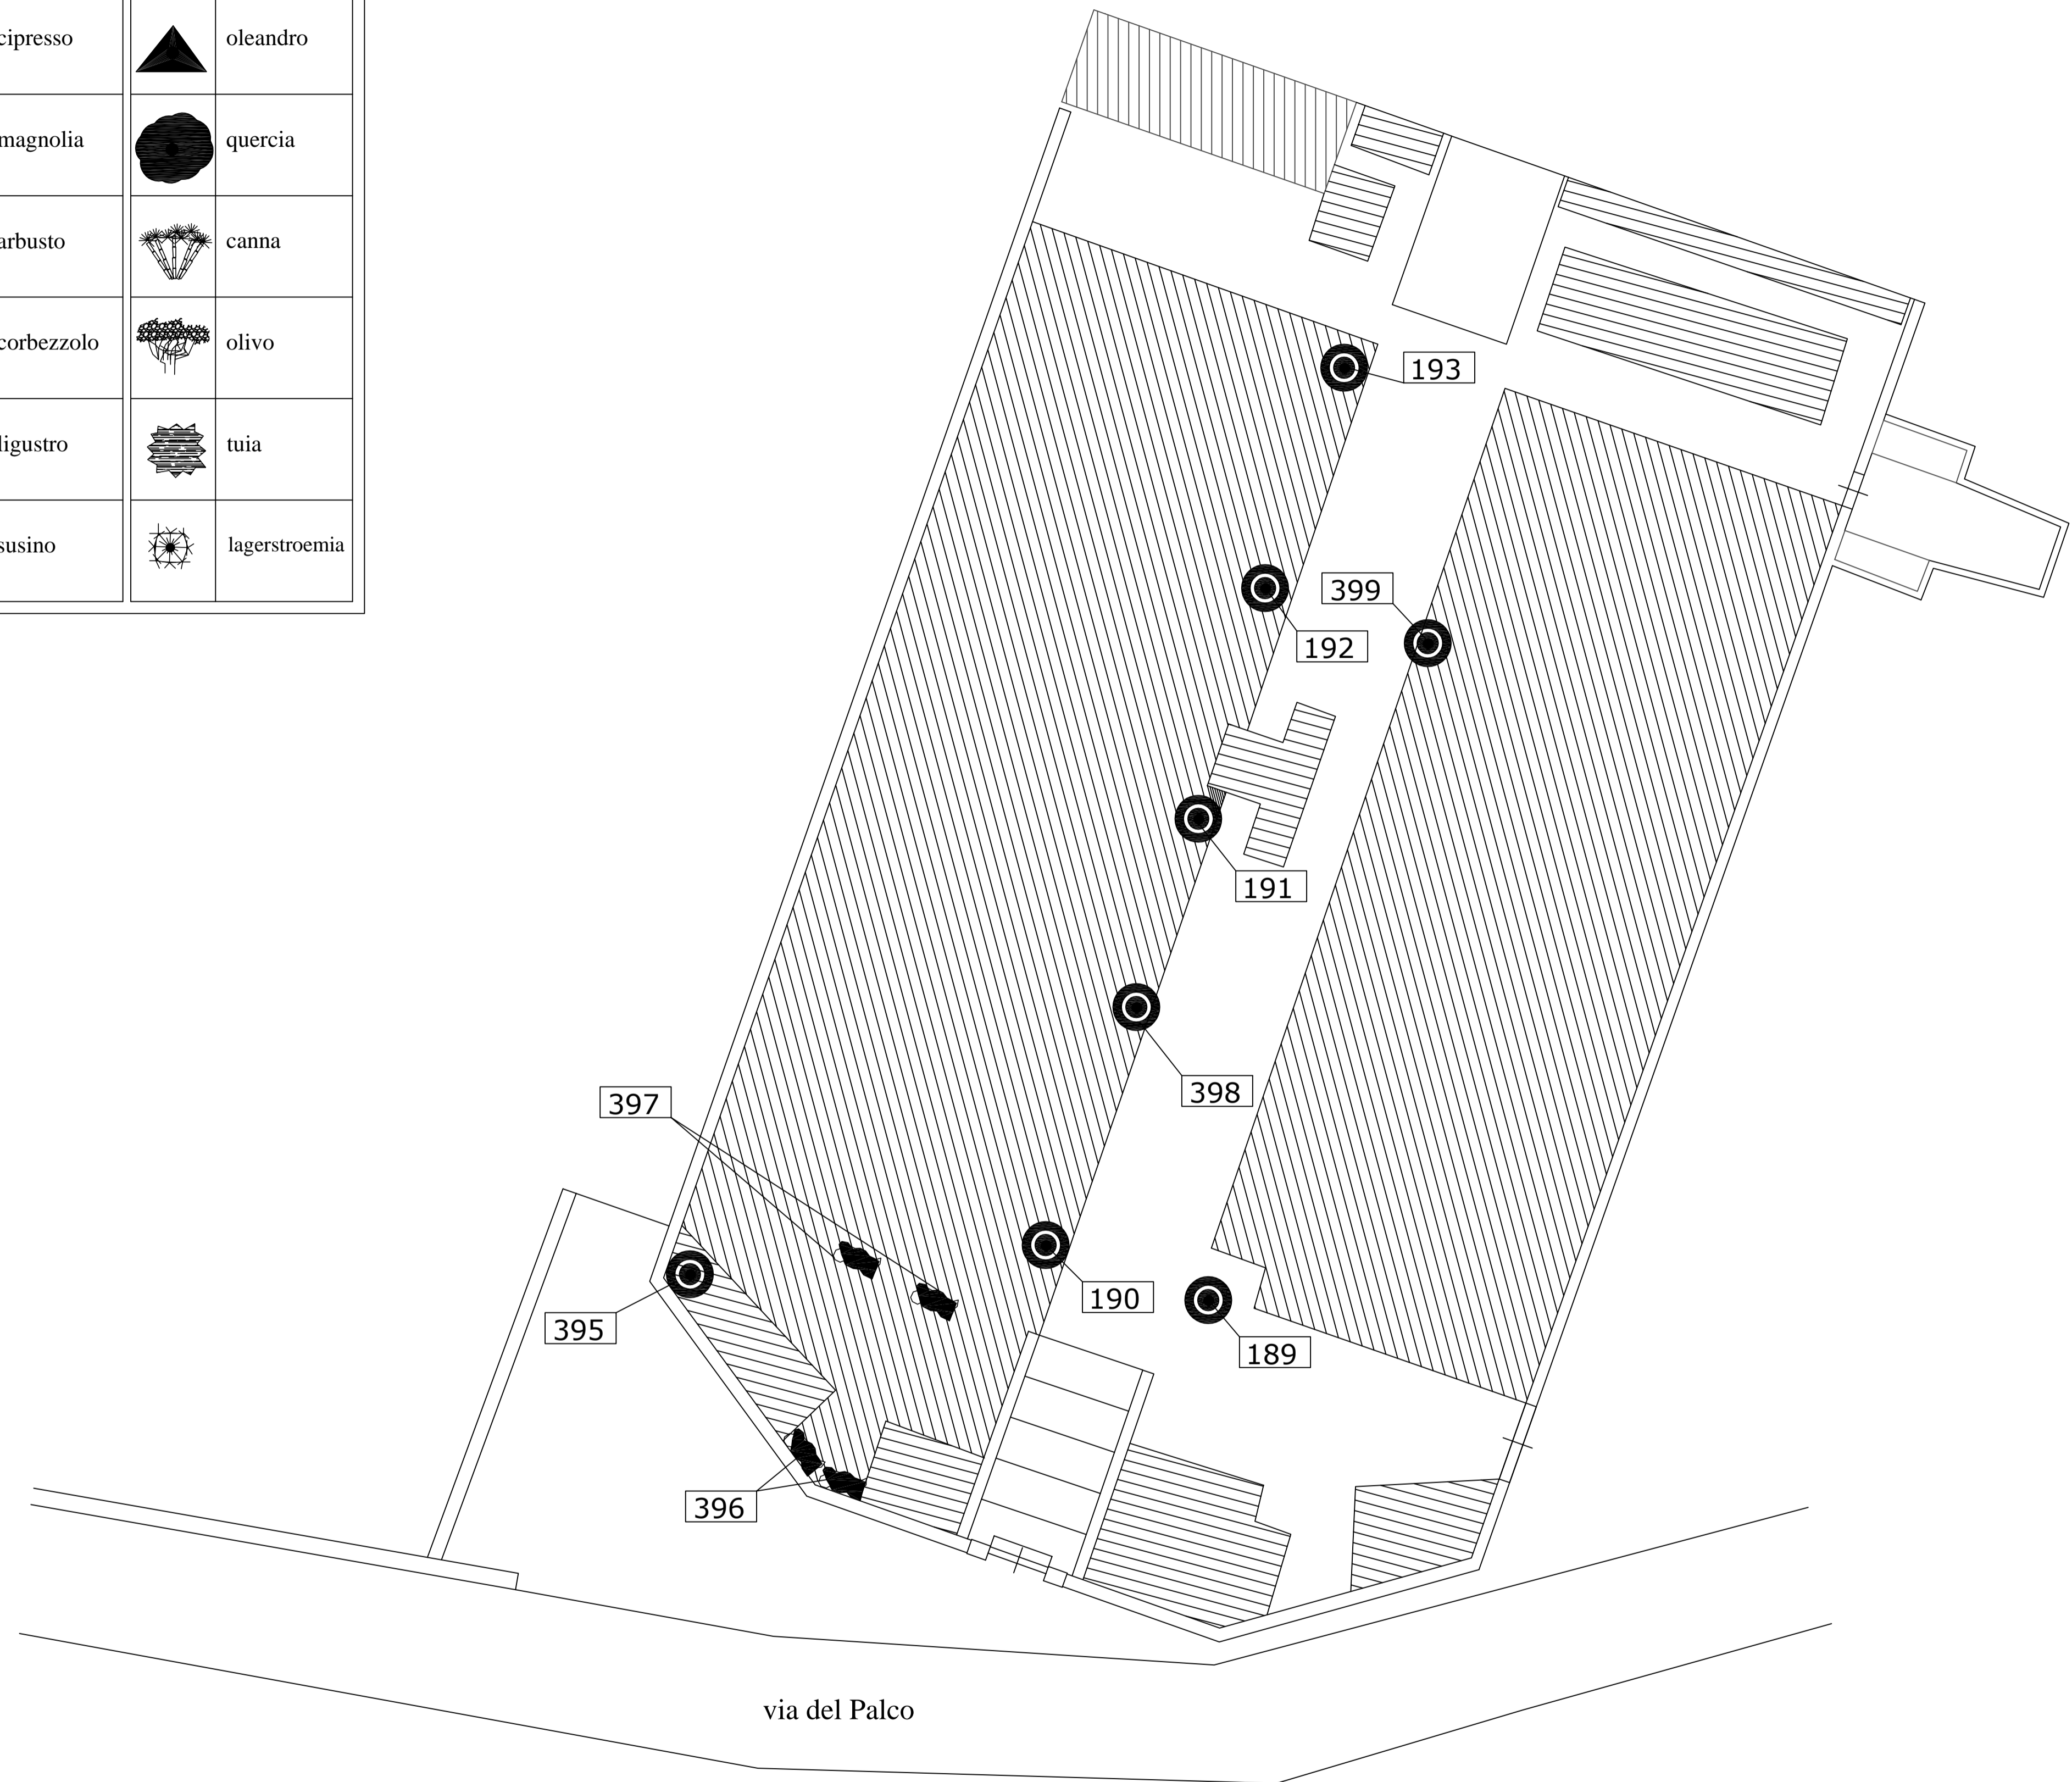 cipresso
oleandro
magnolia
quercia
arbusto
canna
corbezzolo
olivo
ligustro
tuia
susino
lagerstroemia
193
399
192
191
398
397
190
395
189
396
via del Palco